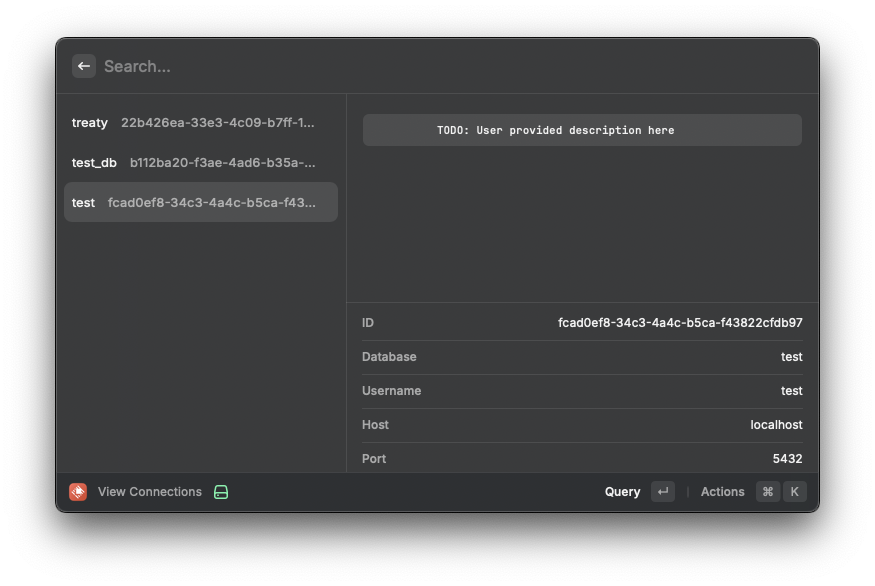 Search...
treaty 22b426ea-33e3-4c09-b7ff-1...
test_db b112ba20-f3ae-4ad6-b35a-...
test fcad0ef8-34c3-4a4c-b5ca-f43...
TODO: User provided description here
ID fcad0ef8-34c3-4a4c-b5ca-f43822cfdb97
Database test
Username test
Host localhost
Port 5432
View Connections Query ↵ | Actions ⌘ K